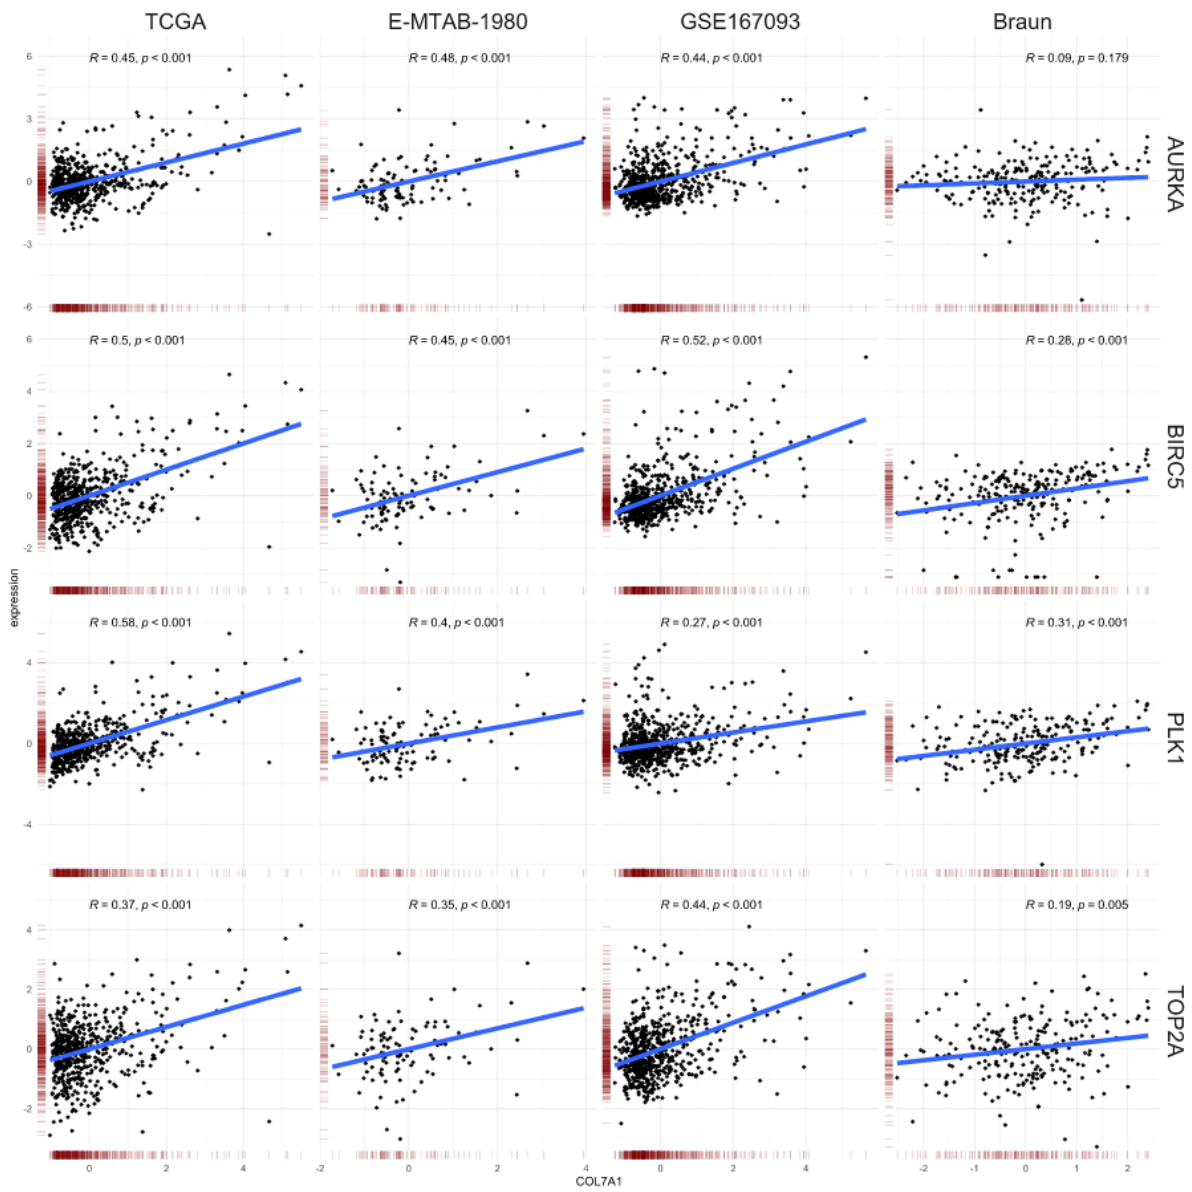 TCGA E-MTAB-1980 GSE167093 Braun
R = 0.45, p < 0.001 R = 0.48, p < 0.001 R = 0.44, p < 0.001 R = 0.09, p = 0.179
6
3
0
-3
-6
AURKA
R = 0.5, p < 0.001 R = 0.45, p < 0.001 R = 0.52, p < 0.001 R = 0.28, p < 0.001
6
4
2
0
-2
BIRC5
expression
R = 0.58, p < 0.001 R = 0.4, p < 0.001 R = 0.27, p < 0.001 R = 0.31, p < 0.001
4
0
-4
PLK1
R = 0.37, p < 0.001 R = 0.35, p < 0.001 R = 0.44, p < 0.001 R = 0.19, p = 0.005
4
2
0
-2
TOP2A
0 2 4 -2 0 2 4 0 2 4 -2 -1 0 1 2
COL7A1